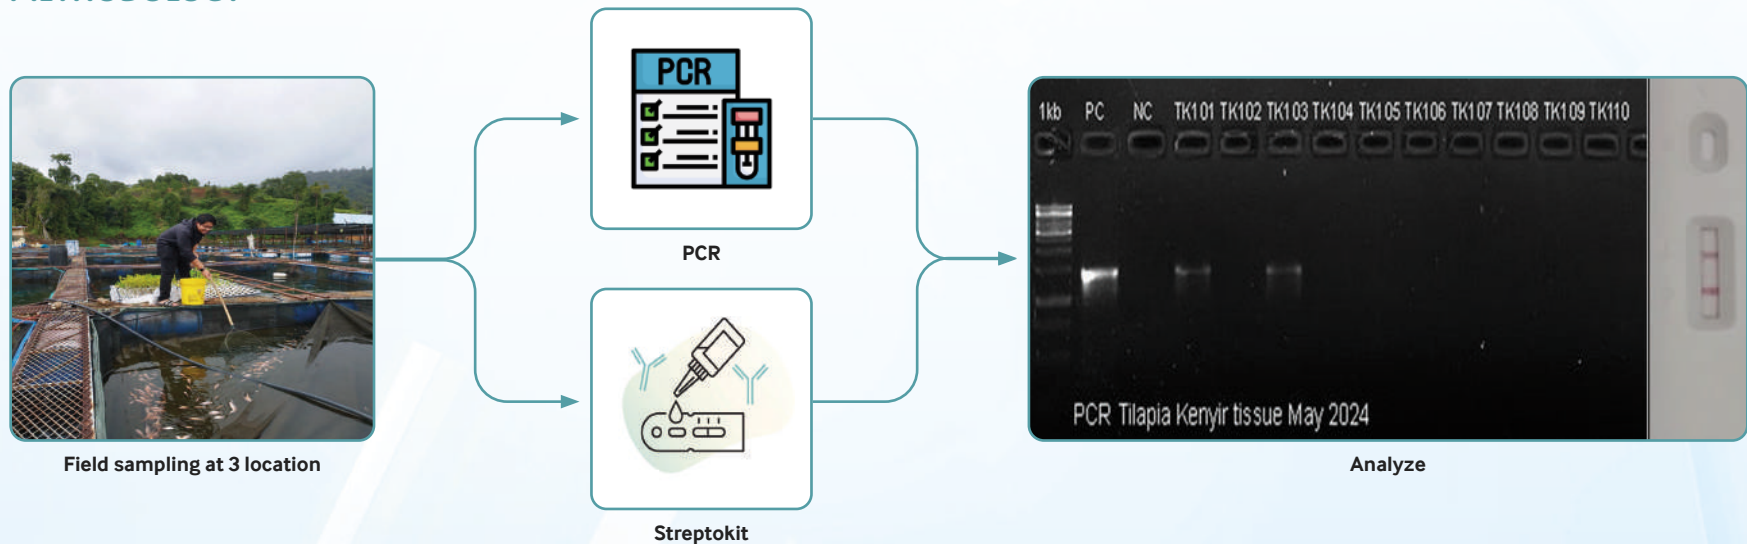 PCR
PCR
Streptokit
Field sampling at 3 location
1kb PC NC TK101 TK102 TK103 TK104 TK105 TK106 TK107 TK108 TK109 TK110
PCR Tilapia Kenyir tissue May 2024
Analyze